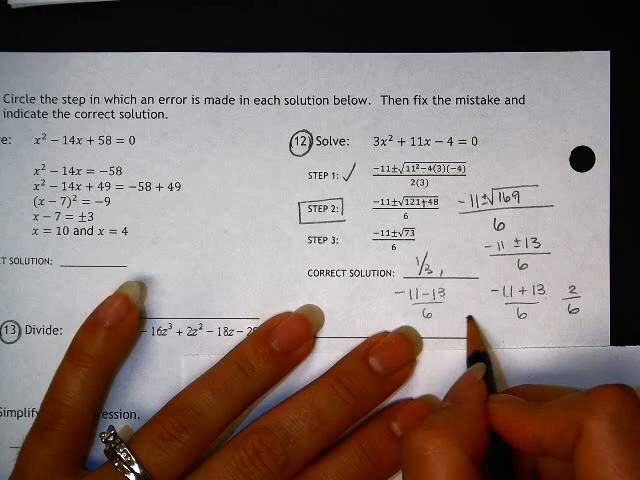 Circle the step in which an error is made in each solution below. Then fix the mistake and
indicate the correct solution.
e: x² − 14x + 58 = 0
x² − 14x = −58
x² − 14x + 49 = −58 + 49
(x − 7)² = −9
x − 7 = ±3
x = 10 and x = 4
T SOLUTION:
12) Solve: 3x² + 11x − 4 = 0
STEP 1: ✓ (−11±√(11²−4(3)(−4)))/(2(3))
STEP 2: (−11±√(121+48))/6
−11±√169/6
STEP 3: (−11±√73)/6
−11 ±13/6
CORRECT SOLUTION: 1/3 ,
−11−13/6
−11+13/6 2/6
13) Divide: − 16z³ + 2z² − 18z −
Simplify ession.